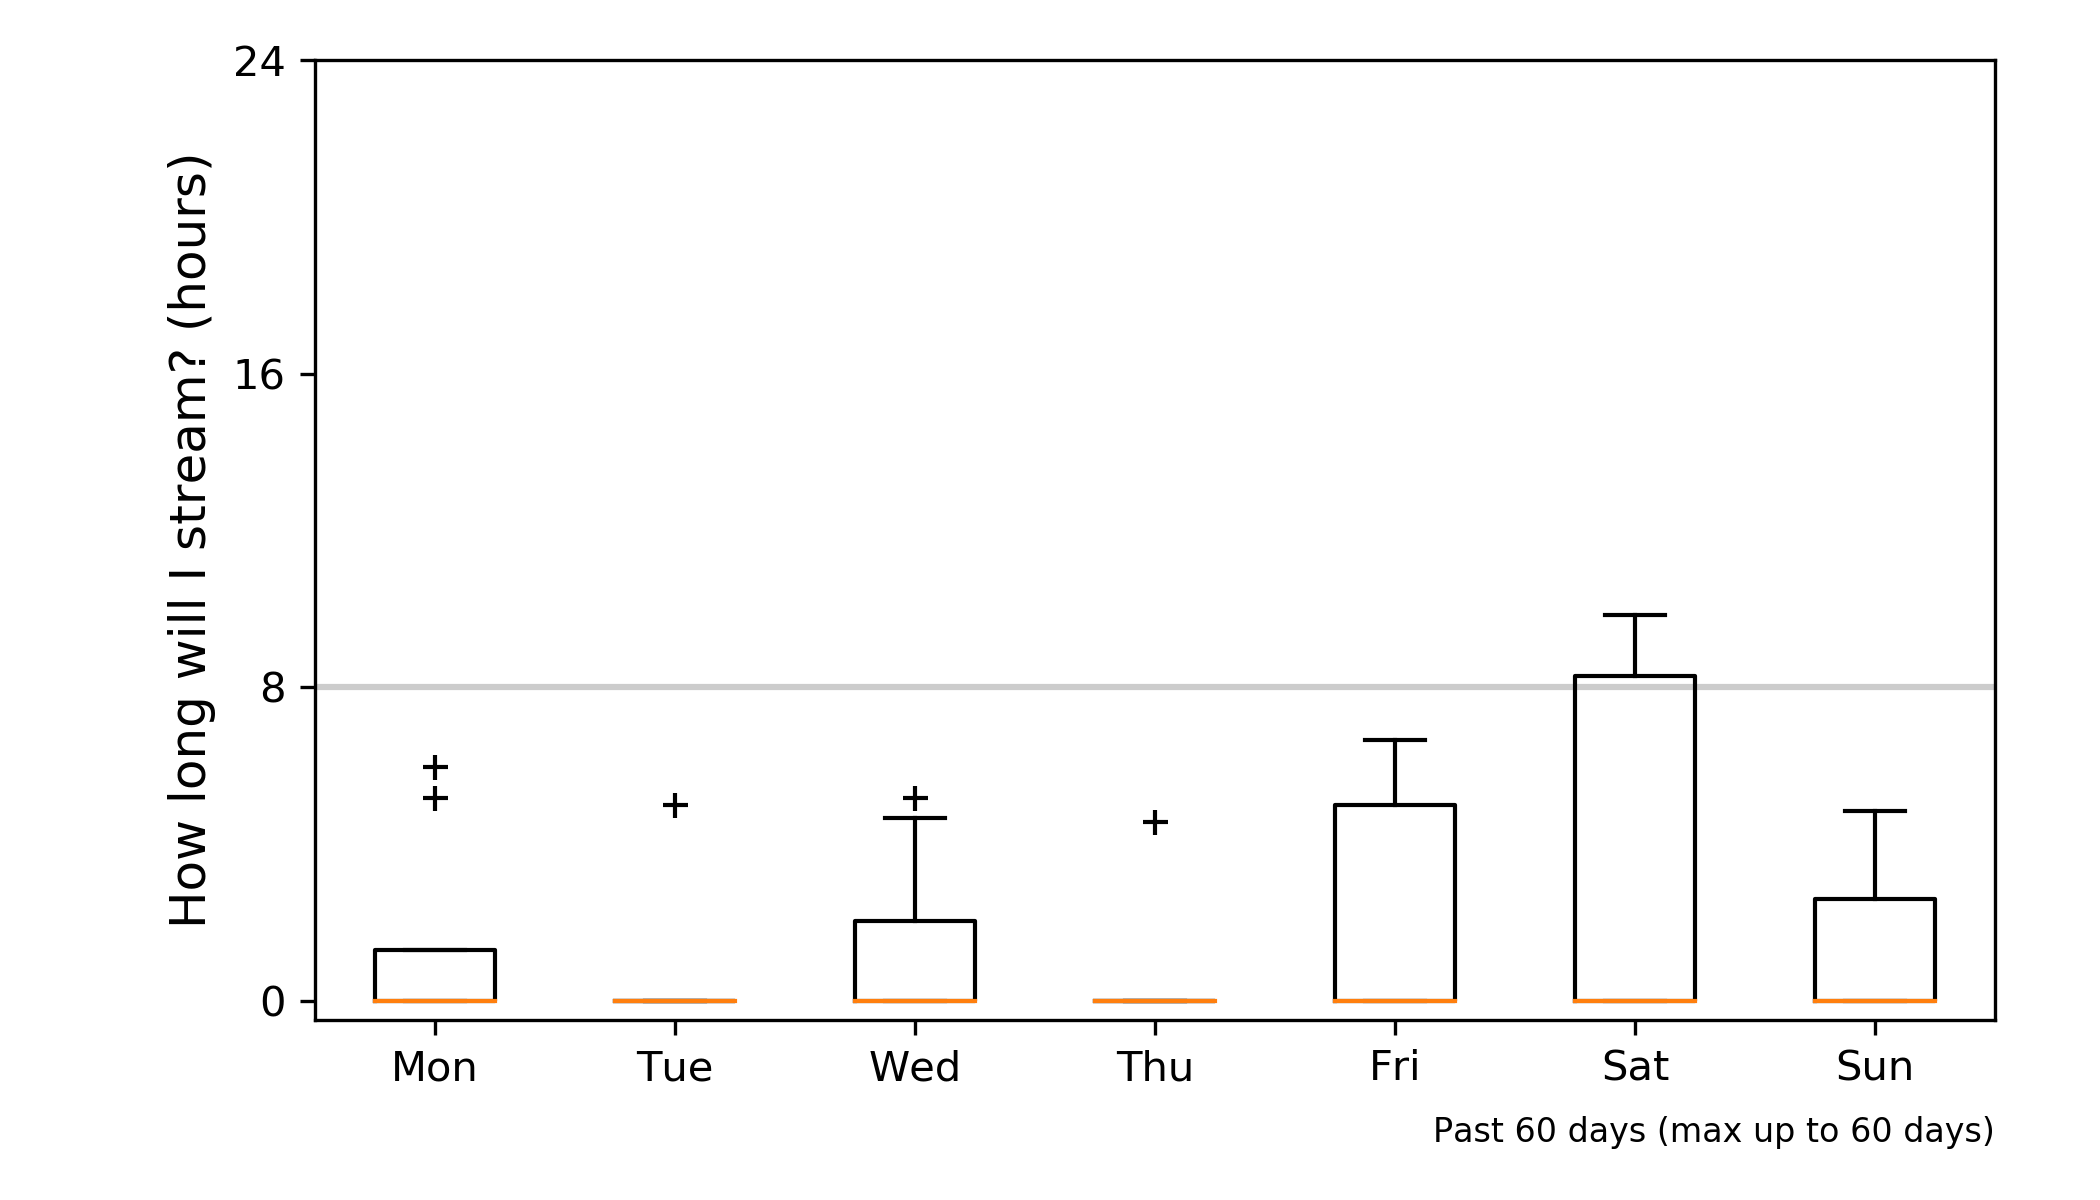 How long will I stream? (hours)
24
16
8
0
Mon Tue Wed Thu Fri Sat Sun
Past 60 days (max up to 60 days)